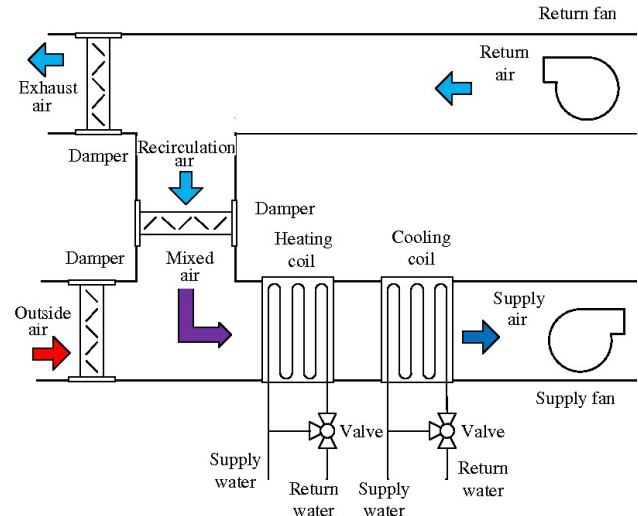 Return fan
Return
air
Exhaust
air
Damper
Recirculation
air
Damper
Damper
Mixed
air
Heating
coil
Cooling
coil
Outside
air
Supply
air
Supply fan
Valve
Valve
Supply
water
Return
water
Supply
water
Return
water